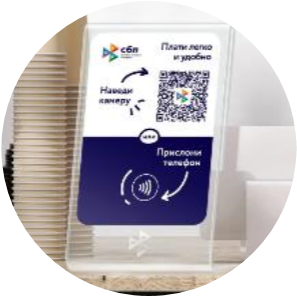 сбп
Плати легко
и удобно
Наведи
камеру
или
Прислони
телефон